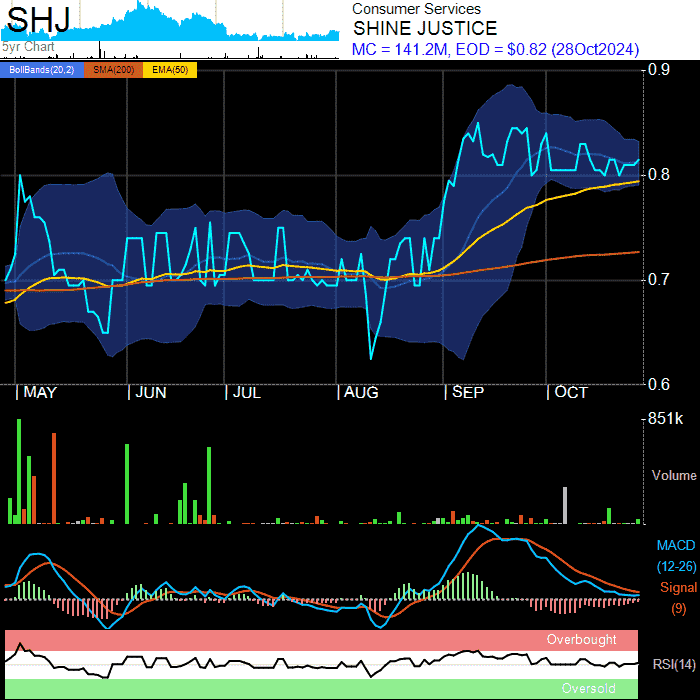 SHJ
5yr Chart
Consumer Services
SHINE JUSTICE
MC = 141.2M, EOD = $0.82 (28Oct2024)
BollBands(20,2) SMA(200) EMA(50)
0.9
0.8
0.7
0.6
| MAY | JUN | JUL | AUG | SEP | OCT
851k
Volume
MACD
(12-26)
Signal
(9)
Overbought
RSI(14)
Oversold